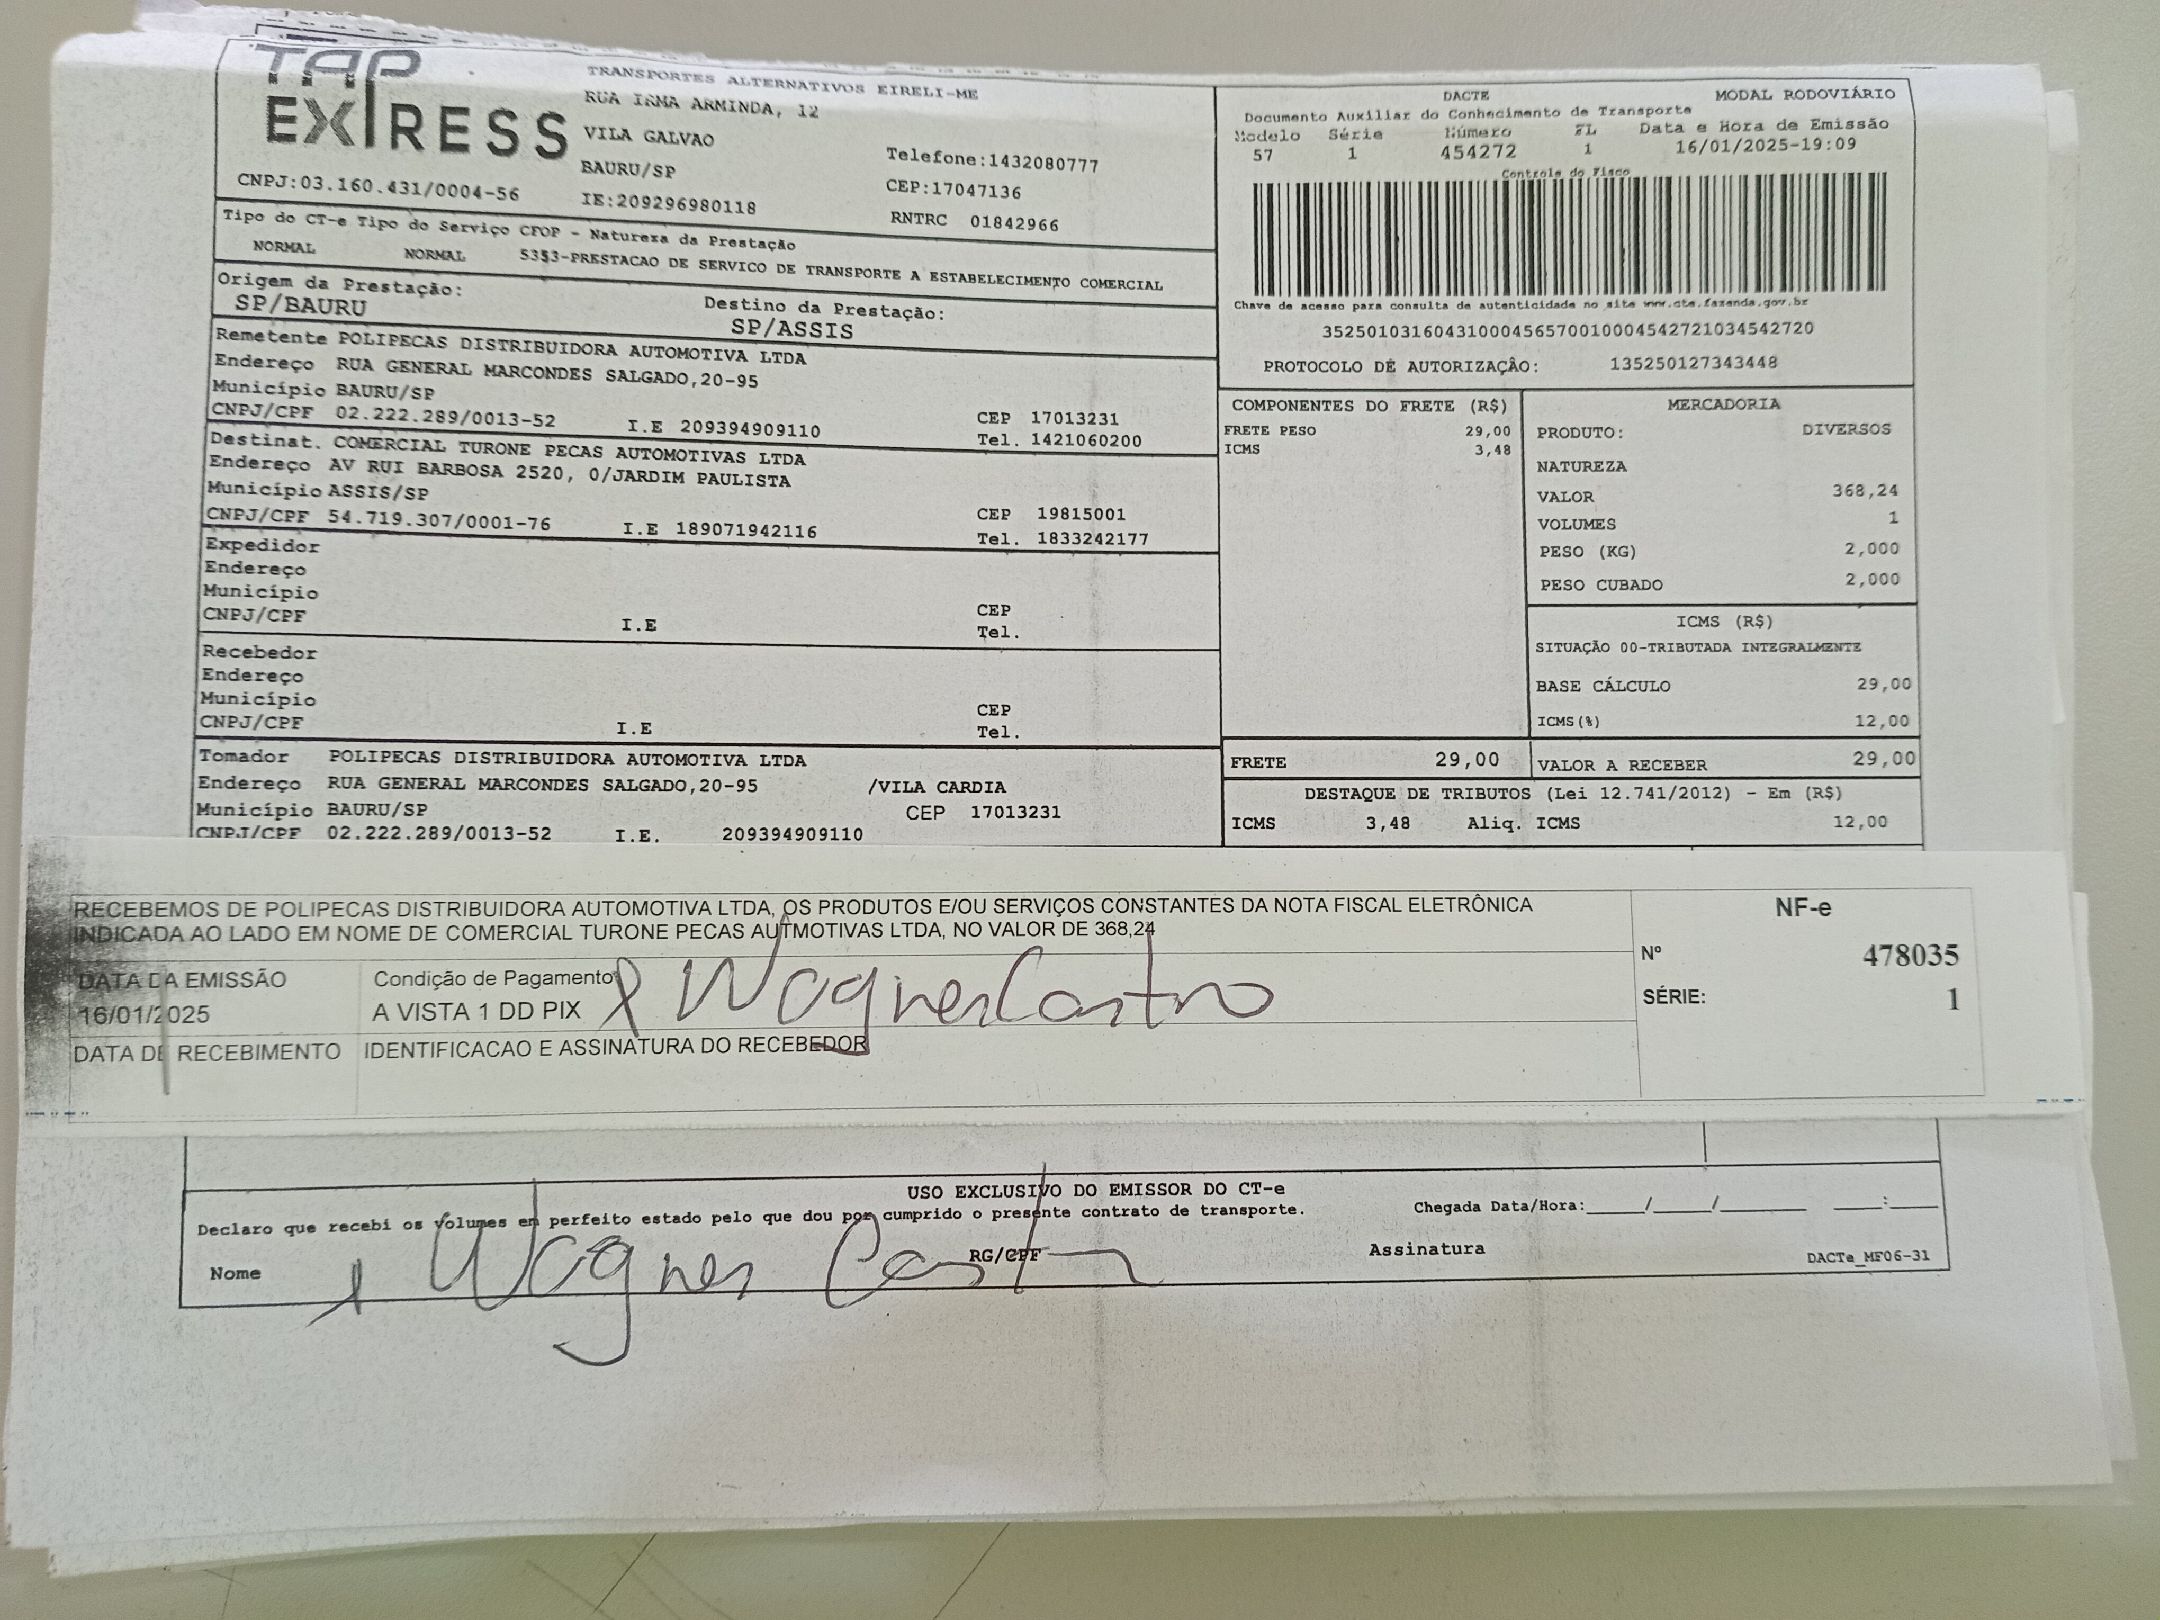 TAP
EXPRESS
TRANSPORTES ALTERNATIVOS EIRELI-ME
RUA IRMA ARMINDA, 12
VILA GALVAO
BAURU/SP
Telefone:1432080777
CEP:17047136
CNPJ:03.160.431/0004-56
IE:209296980118
RNTRC 01842966
Tipo do CT-e Tipo do Serviço CFOP - Natureza da Prestação
NORMAL NORMAL 5353-PRESTACAO DE SERVICO DE TRANSPORTE A ESTABELECIMENTO COMERCIAL
Origem da Prestação: Destino da Prestação:
SP/BAURU SP/ASSIS
Remetente POLIPECAS DISTRIBUIDORA AUTOMOTIVA LTDA
Endereço RUA GENERAL MARCONDES SALGADO,20-95
Município BAURU/SP CEP 17013231
CNPJ/CPF 02.222.289/0013-52 I.E 209394909110 Tel. 1421060200
Destinat. COMERCIAL TURONE PECAS AUTOMOTIVAS LTDA
Endereço AV RUI BARBOSA 2520, 0/JARDIM PAULISTA
Município ASSIS/SP CEP 19815001
CNPJ/CPF 54.719.307/0001-76 I.E 189071942116 Tel. 1833242177
Expedidor
Endereço
Município CEP
CNPJ/CPF I.E Tel.
Recebedor
Endereço
Município CEP
CNPJ/CPF I.E Tel.
Tomador POLIPECAS DISTRIBUIDORA AUTOMOTIVA LTDA
Endereço RUA GENERAL MARCONDES SALGADO,20-95 /VILA CARDIA
Município BAURU/SP CEP 17013231
CNPJ/CPF 02.222.289/0013-52 I.E. 209394909110
DACTE MODAL RODOVIÁRIO
Documento Auxiliar do Conhecimento de Transporte
Modelo Série Número FL Data e Hora de Emissão
57 1 454272 1 16/01/2025-19:09
Controle do Fisco
Chave de acesso para consulta de autenticidade no site www.cte.fazenda.gov.br
35250103160431000456570010004542721034542720
PROTOCOLO DE AUTORIZAÇÂO: 135250127343448
COMPONENTES DO FRETE (R$)
FRETE PESO 29,00
ICMS 3,48
MERCADORIA
PRODUTO: DIVERSOS
NATUREZA
VALOR 368,24
VOLUMES 1
PESO (KG) 2,000
PESO CUBADO 2,000
ICMS (R$)
SITUAÇÃO 00-TRIBUTADA INTEGRALMENTE
BASE CÁLCULO 29,00
ICMS(%) 12,00
FRETE 29,00 VALOR A RECEBER 29,00
DESTAQUE DE TRIBUTOS (Lei 12.741/2012) - Em (R$)
ICMS 3,48 Aliq. ICMS 12,00
RECEBEMOS DE POLIPECAS DISTRIBUIDORA AUTOMOTIVA LTDA, OS PRODUTOS E/OU SERVIÇOS CONSTANTES DA NOTA FISCAL ELETRÔNICA
INDICADA AO LADO EM NOME DE COMERCIAL TURONE PECAS AUTMOTIVAS LTDA, NO VALOR DE 368,24
DATA DA EMISSÃO Condição de Pagamento
16/01/2025 A VISTA 1 DD PIX
Wagner Castro
DATA DE RECEBIMENTO IDENTIFICACAO E ASSINATURA DO RECEBEDOR
NF-e
Nº 478035
SÉRIE: 1
USO EXCLUSIVO DO EMISSOR DO CT-e
Declaro que recebi os volumes em perfeito estado pelo que dou por cumprido o presente contrato de transporte.
Chegada Data/Hora:____/____/______ ____:____
Nome RG/CPF Assinatura
Wagner Castro
DACTe_MF06-31